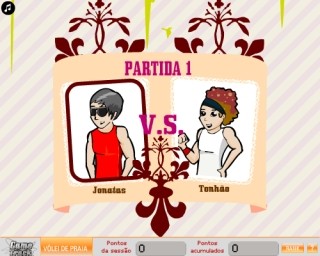 PARTIDA 1
V.S.
Jonatas
Tonhão
VÔLEI DE PRAIA
Pontos da sessão
0
Pontos acumulados
0
?